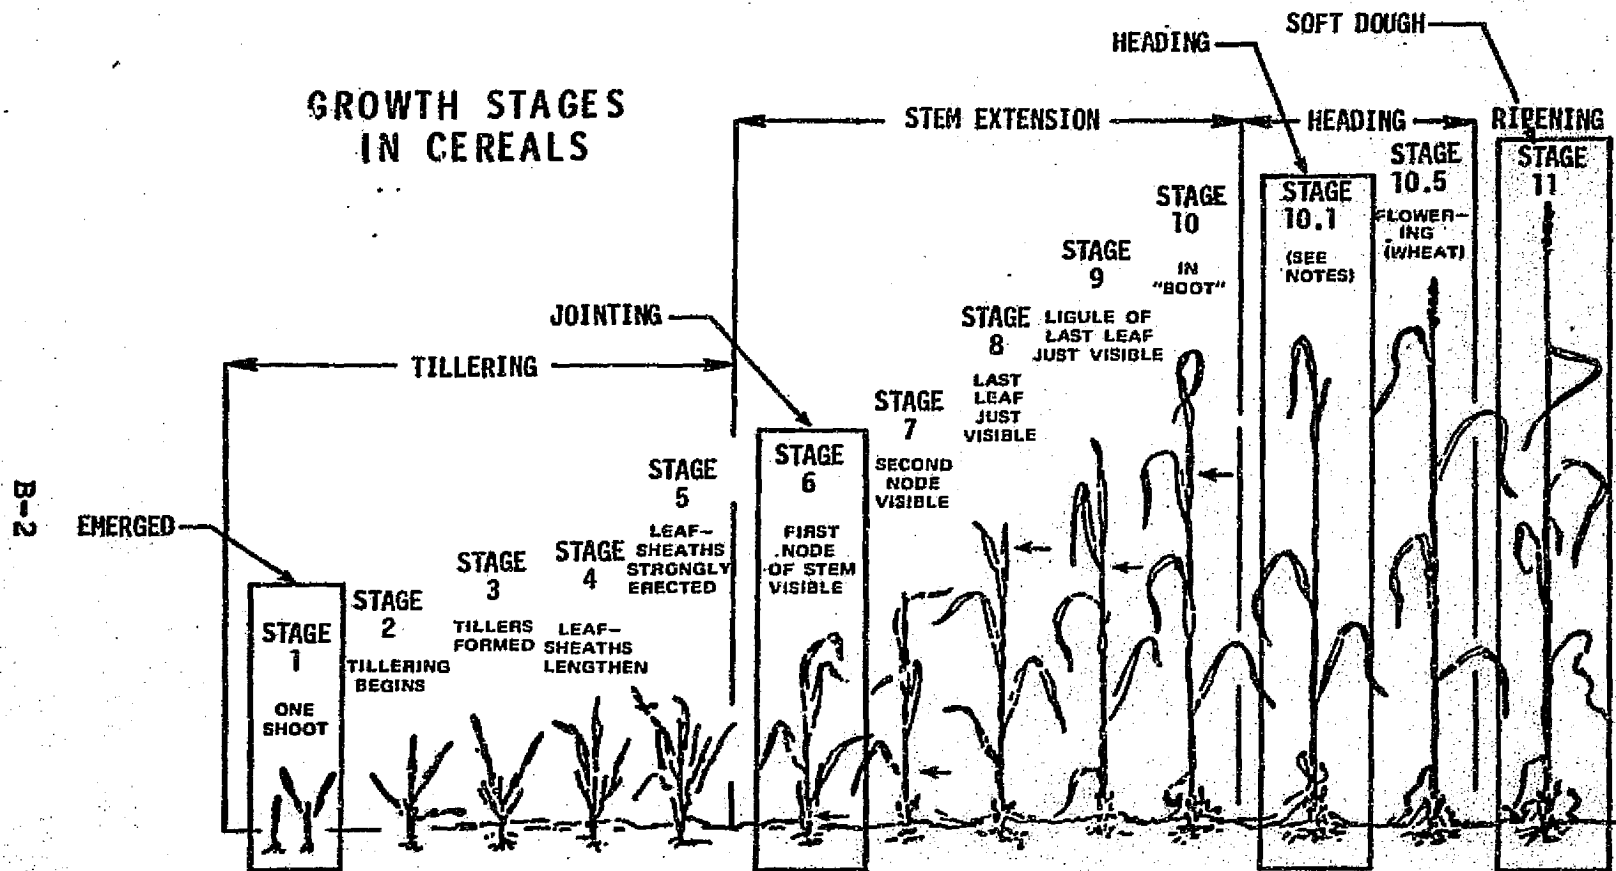 SOFT DOUGH
HEADING
GROWTH STAGES
IN CEREALS
STEM EXTENSION
HEADING
RIPENING
STAGE
11
STAGE
10.5
FLOWER-
ING
(WHEAT)
STAGE
10.1
(SEE
NOTES)
STAGE
10
IN
"BOOT"
STAGE
9
LIGULE OF
LAST LEAF
JUST VISIBLE
STAGE
8
LAST
LEAF
JUST
VISIBLE
JOINTING
TILLERING
STAGE
7
SECOND
NODE
VISIBLE
STAGE
6
FIRST
NODE
OF STEM
VISIBLE
STAGE
5
LEAF-
SHEATHS
STRONGLY
ERECTED
STAGE
4
LEAF-
SHEATHS
LENGTHEN
STAGE
3
TILLERS
FORMED
STAGE
2
TILLERING
BEGINS
EMERGED
STAGE
1
ONE
SHOOT
B-2